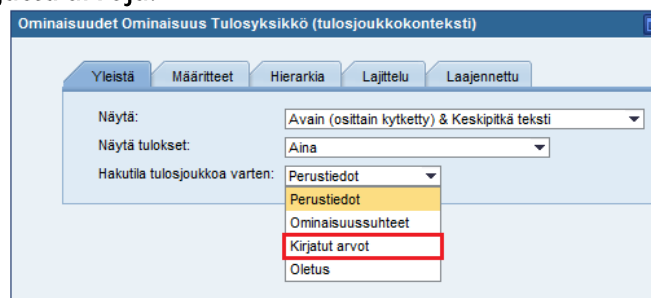 Ominaisuudet Ominaisuus Tulosyksikkö (tulosjoukkokonteksti)
Yleistä Määritteet Hierarkia Lajittelu Laajennettu
Näytä: Avain (osittain kytketty) & Keskipitkä teksti
Näytä tulokset: Aina
Hakutila tulosjoukkoa varten: Perustiedot
Perustiedot
Ominaisuussuhteet
Kirjatut arvot
Oletus